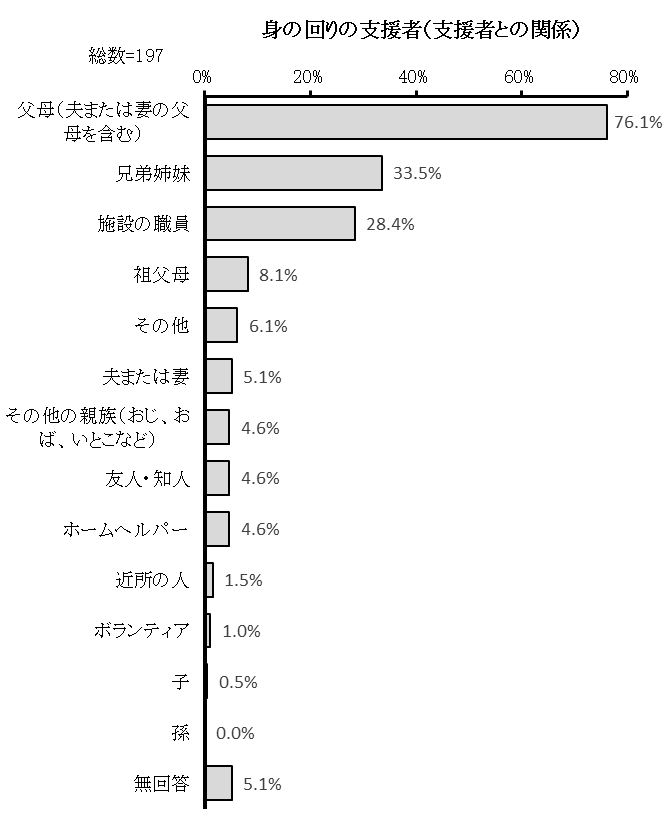 身の回りの支援者（支援者との関係）
総数=197
0% 20% 40% 60% 80%
父母（夫または妻の父
母を含む） 76.1%
兄弟姉妹 33.5%
施設の職員 28.4%
祖父母 8.1%
その他 6.1%
夫または妻 5.1%
その他の親族（おじ、お
ば、いとこなど） 4.6%
友人・知人 4.6%
ホームヘルパー 4.6%
近所の人 1.5%
ボランティア 1.0%
子 0.5%
孫 0.0%
無回答 5.1%